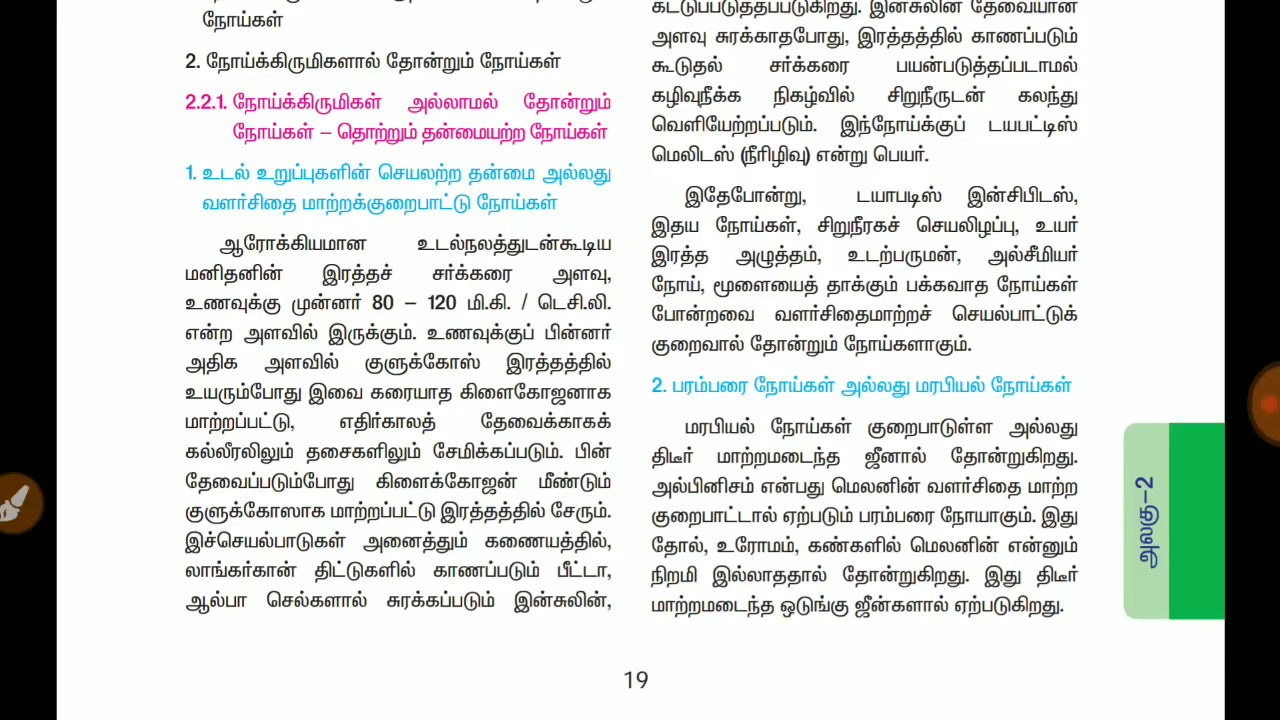 நோய்கள்
2. நோய்க்கிருமிகளால் தோன்றும் நோய்கள்
2.2.1. நோய்க்கிருமிகள் அல்லாமல் தோன்றும்
நோய்கள் – தொற்றும் தன்மையற்ற நோய்கள்
1. உடல் உறுப்புகளின் செயலற்ற தன்மை அல்லது
வளர்சிதை மாற்றக்குறைபாட்டு நோய்கள்
ஆரோக்கியமான உடல்நலத்துடன்கூடிய
மனிதனின் இரத்தச் சர்க்கரை அளவு,
உணவுக்கு முன்னர் 80 – 120 மி.கி. / டெசி.லி.
என்ற அளவில் இருக்கும். உணவுக்குப் பின்னர்
அதிக அளவில் குளுக்கோஸ் இரத்தத்தில்
உயரும்போது இவை கரையாத கிளைகோஜனாக
மாற்றப்பட்டு, எதிர்காலத் தேவைக்காகக்
கல்லீரலிலும் தசைகளிலும் சேமிக்கப்படும். பின்
தேவைப்படும்போது கிளைக்கோஜன் மீண்டும்
குளுக்கோஸாக மாற்றப்பட்டு இரத்தத்தில் சேரும்.
இச்செயல்பாடுகள் அனைத்தும் கணையத்தில்,
லாங்கர்கான் திட்டுகளில் காணப்படும் பீட்டா,
ஆல்பா செல்களால் சுரக்கப்படும் இன்சுலின்,
கட்டுப்படுத்தப்படுகிறது. இன்சுலின் தேவையான
அளவு சுரக்காதபோது, இரத்தத்தில் காணப்படும்
கூடுதல் சர்க்கரை பயன்படுத்தப்படாமல்
கழிவுநீக்க நிகழ்வில் சிறுநீருடன் கலந்து
வெளியேற்றப்படும். இந்நோய்க்குப் டயபட்டிஸ்
மெலிடஸ் (நீரிழிவு) என்று பெயர்.
இதேபோன்று, டயாபடிஸ் இன்சிபிடஸ்,
இதய நோய்கள், சிறுநீரகச் செயலிழப்பு, உயர்
இரத்த அழுத்தம், உடற்பருமன், அல்சீமியர்
நோய், மூளையைத் தாக்கும் பக்கவாத நோய்கள்
போன்றவை வளர்சிதைமாற்றச் செயல்பாட்டுக்
குறைவால் தோன்றும் நோய்களாகும்.
2. பரம்பரை நோய்கள் அல்லது மரபியல் நோய்கள்
மரபியல் நோய்கள் குறைபாடுள்ள அல்லது
திடீர் மாற்றமடைந்த ஜீனால் தோன்றுகிறது.
அல்பினிசம் என்பது மெலனின் வளர்சிதை மாற்ற
குறைபாட்டால் ஏற்படும் பரம்பரை நோயாகும். இது
தோல், உரோமம், கண்களில் மெலனின் என்னும்
நிறமி இல்லாததால் தோன்றுகிறது. இது திடீர்
மாற்றமடைந்த ஒடுங்கு ஜீன்களால் ஏற்படுகிறது.
அலகு-2
19